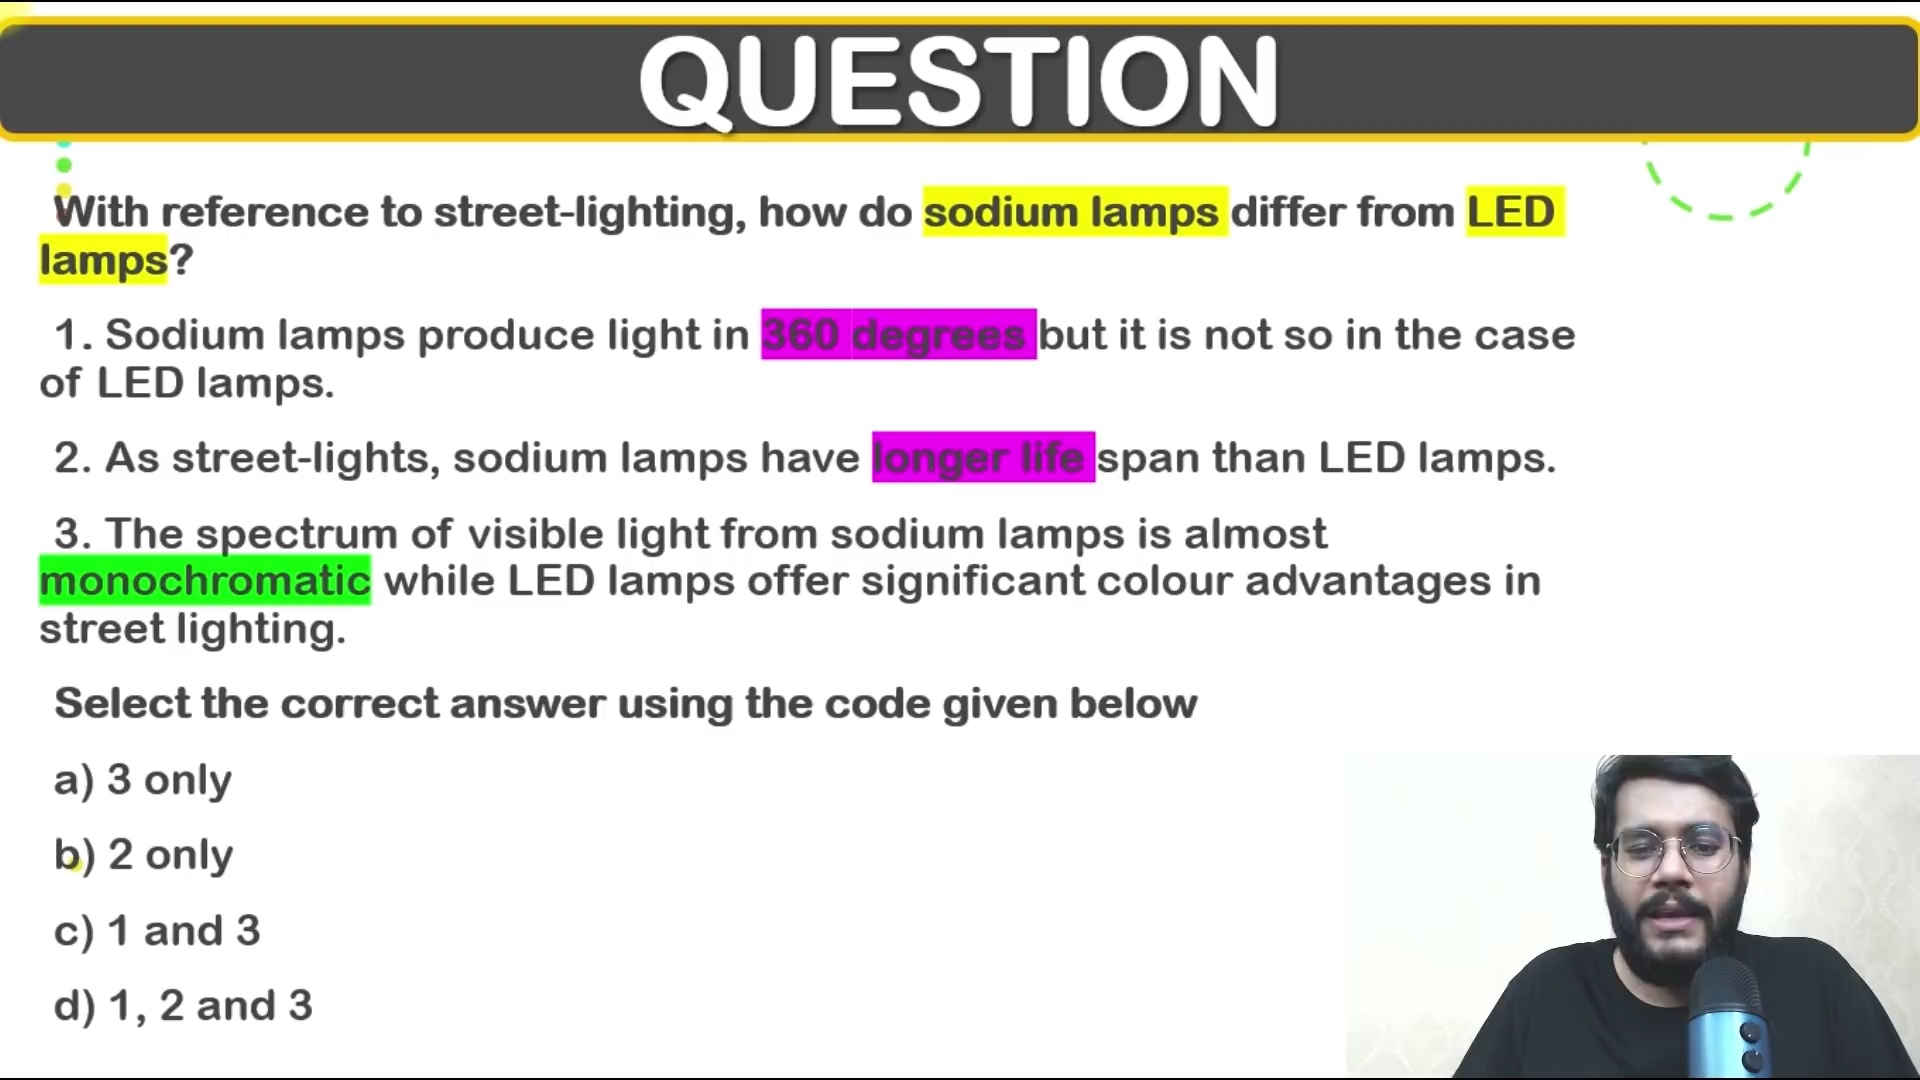 QUESTION
With reference to street-lighting, how do sodium lamps differ from LED
lamps?
1. Sodium lamps produce light in 360 degrees but it is not so in the case
of LED lamps.
2. As street-lights, sodium lamps have longer life span than LED lamps.
3. The spectrum of visible light from sodium lamps is almost
monochromatic while LED lamps offer significant colour advantages in
street lighting.
Select the correct answer using the code given below
a) 3 only
b) 2 only
c) 1 and 3
d) 1, 2 and 3